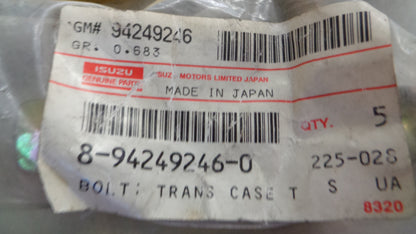 GM# 94249246
GR. 0.683
ISUZU
GENUINE PARTS
ISUZU MOTORS LIMITED JAPAN
MADE IN JAPAN
QTY. 5
8-94249246-0
225-02S
BOLT; TRANS CASE T S UA
8320